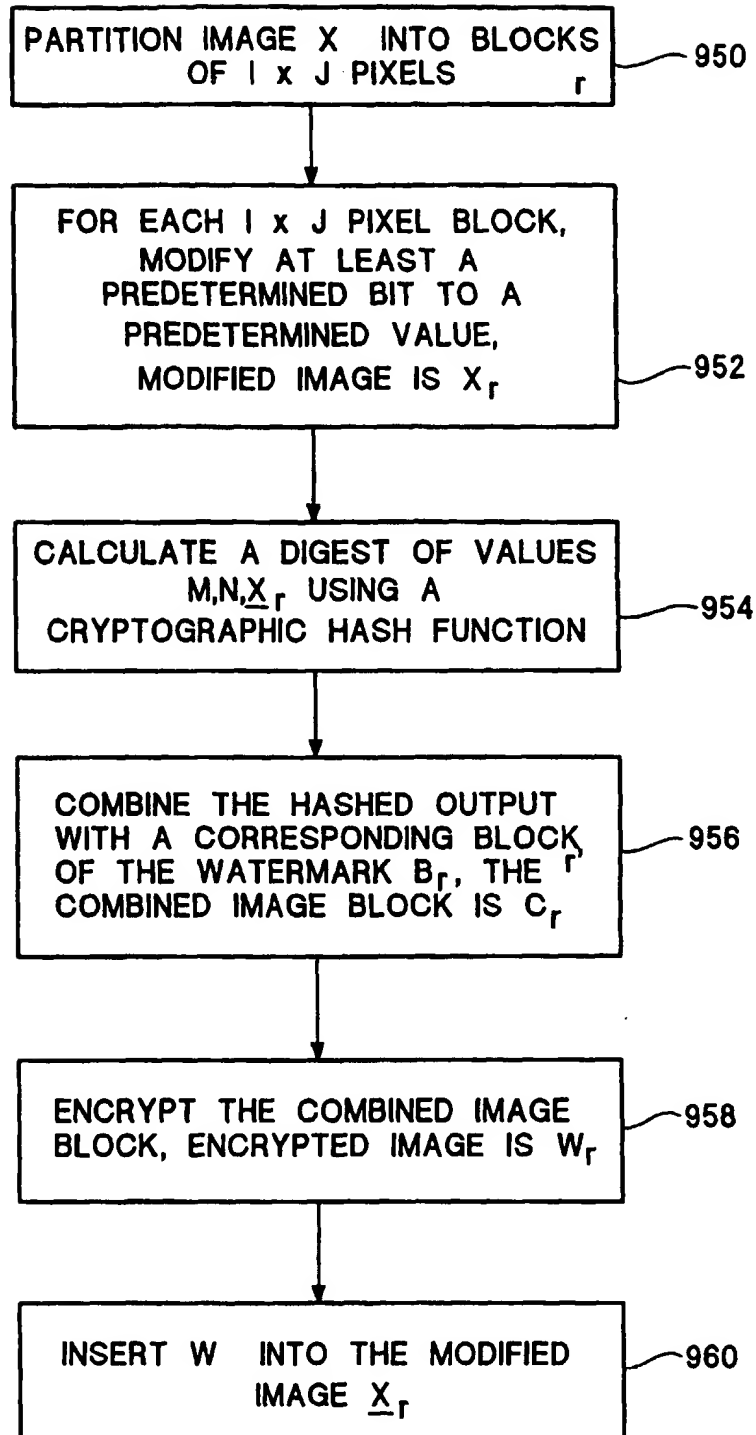 PARTITION IMAGE X INTO BLOCKS
OF I x J PIXELS r
950
FOR EACH I x J PIXEL BLOCK,
MODIFY AT LEAST A
PREDETERMINED BIT TO A
PREDETERMINED VALUE,
MODIFIED IMAGE IS Xr
952
CALCULATE A DIGEST OF VALUES
M,N,Xr USING A
CRYPTOGRAPHIC HASH FUNCTION
954
COMBINE THE HASHED OUTPUT
WITH A CORRESPONDING BLOCK
OF THE WATERMARK Br, THE r,
COMBINED IMAGE BLOCK IS Cr
956
ENCRYPT THE COMBINED IMAGE
BLOCK, ENCRYPTED IMAGE IS Wr
958
INSERT W INTO THE MODIFIED
IMAGE Xr
960